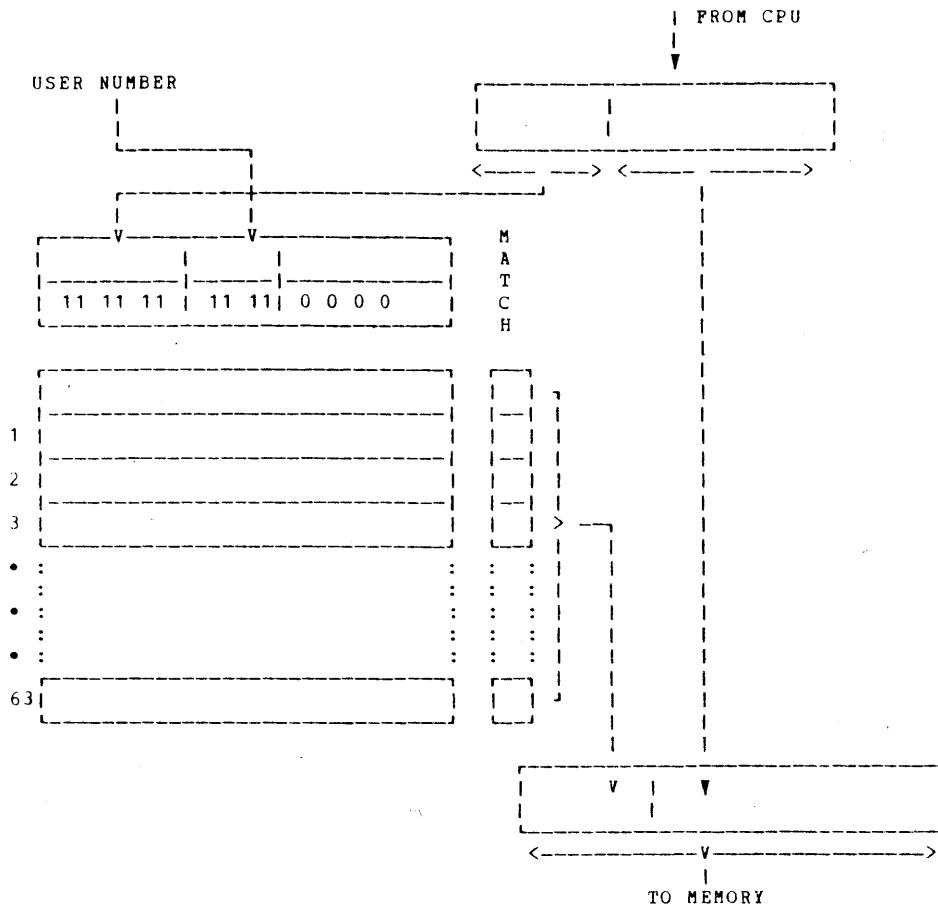 FROM CPU
USER NUMBER
M
A
T
C
H
11 11 11 11 11 0 0 0 0
1
2
3
63
TO MEMORY